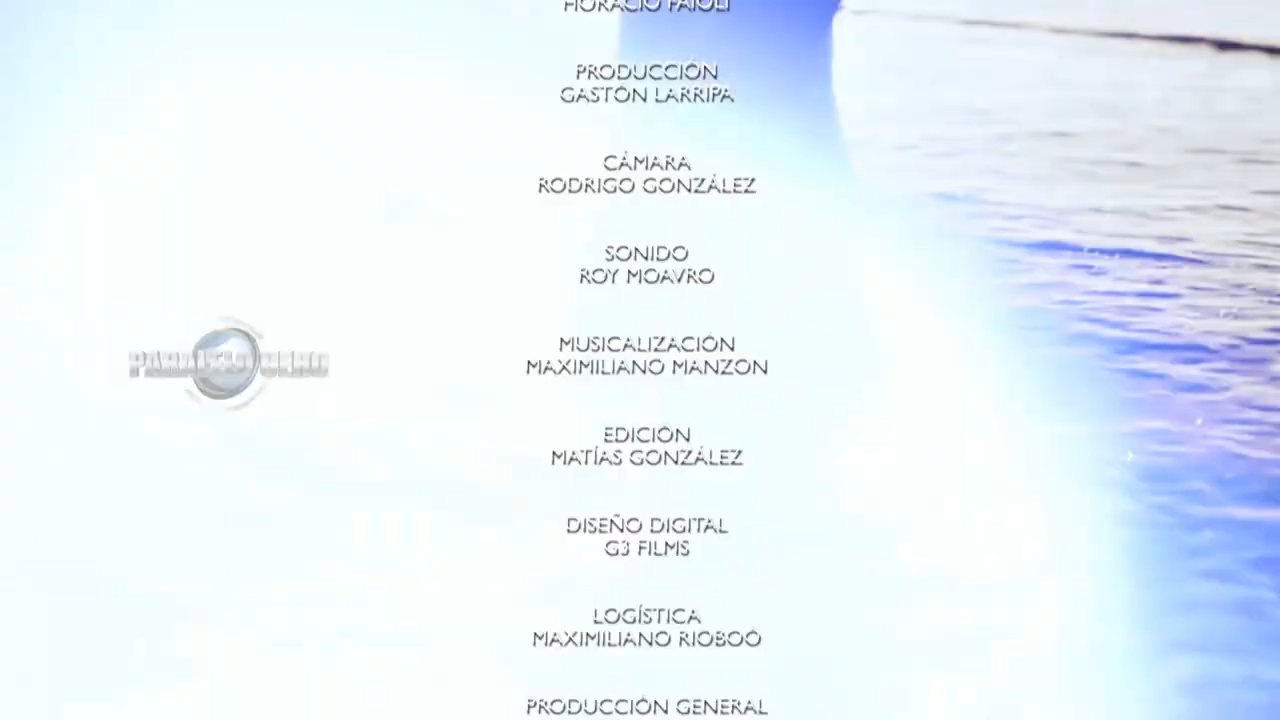 HORACIO
PRODUCCIÓN
GASTÓN LARRIPA
CÁMARA
RODRIGO GONZÁLEZ
SONIDO
ROY MOAVRO
MUSICALIZACIÓN
MAXIMILIANO MANZON
EDICIÓN
MATÍAS GONZÁLEZ
DISEÑO DIGITAL
G3 FILMS
LOGÍSTICA
MAXIMILIANO RIOBOÓ
PRODUCCIÓN GENERAL